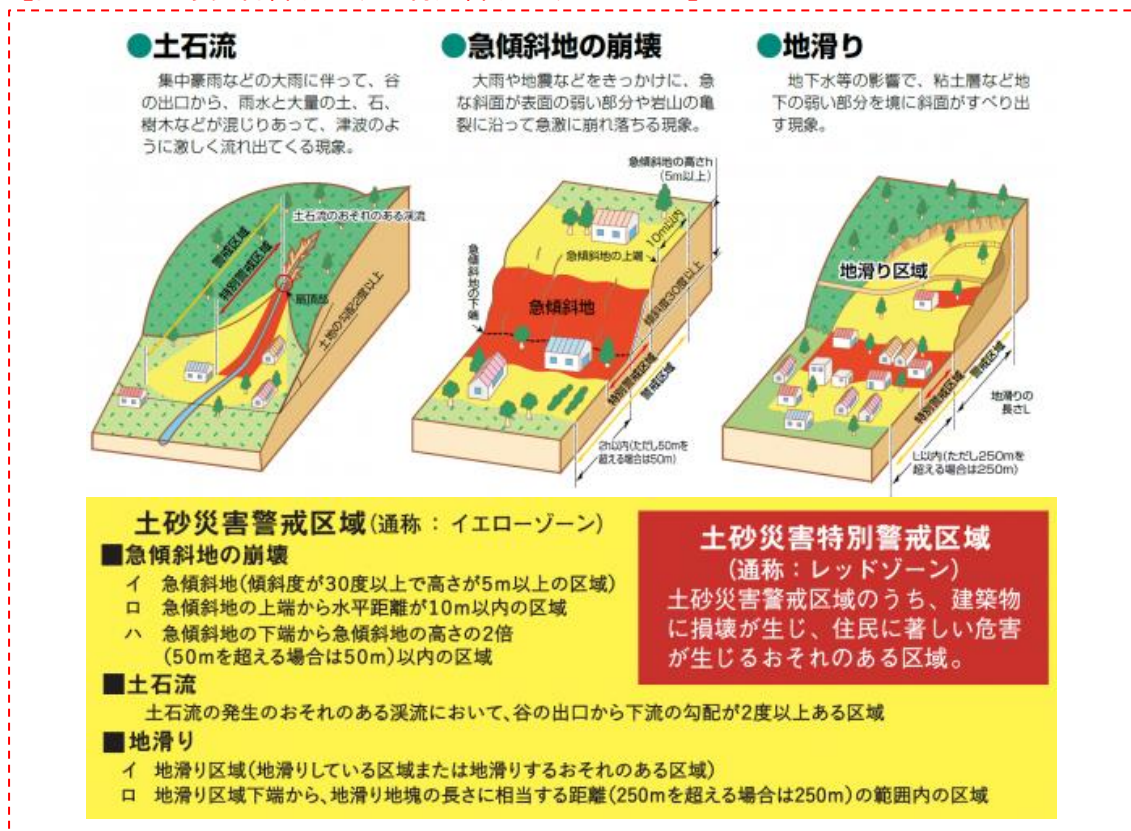 ●土石流
集中豪雨などの大雨に伴って、谷
の出口から、雨水と大量の土、石、
樹木などが混じりあって、津波のよ
うに激しく流れ出てくる現象。
土石流のおそれのある渓流
警戒区域
特別警戒区域
扇頂部
土地の勾配2度以上
●急傾斜地の崩壊
大雨や地震などをきっかけに、急
な斜面が表面の弱い部分や岩山の亀
裂に沿って急激に崩れ落ちる現象。
急傾斜地の高さh
(5m以上)
10m以内
急傾斜地の上端
急傾斜地の下端
急傾斜地
傾斜度30度以上
特別警戒区域
警戒区域
2h以内(ただし50mを
超える場合は50m)
●地滑り
地下水等の影響で、粘土層など地
下の弱い部分を境に斜面がすべり出
す現象。
地滑り区域
特別警戒区域
警戒区域
地滑りの
長さL
L以内(ただし250mを
超える場合は250m)
土砂災害警戒区域(通称：イエローゾーン)
■急傾斜地の崩壊
イ 急傾斜地(傾斜度が30度以上で高さが5m以上の区域)
ロ 急傾斜地の上端から水平距離が10m以内の区域
ハ 急傾斜地の下端から急傾斜地の高さの2倍
(50mを超える場合は50m)以内の区域
■土石流
土石流の発生のおそれのある渓流において、谷の出口から下流の勾配が2度以上ある区域
■地滑り
イ 地滑り区域(地滑りしている区域または地滑りするおそれのある区域)
ロ 地滑り区域下端から、地滑り地塊の長さに相当する距離(250mを超える場合は250m)の範囲内の区域
土砂災害特別警戒区域
(通称：レッドゾーン)
土砂災害警戒区域のうち、建築物
に損壊が生じ、住民に著しい危害
が生じるおそれのある区域。